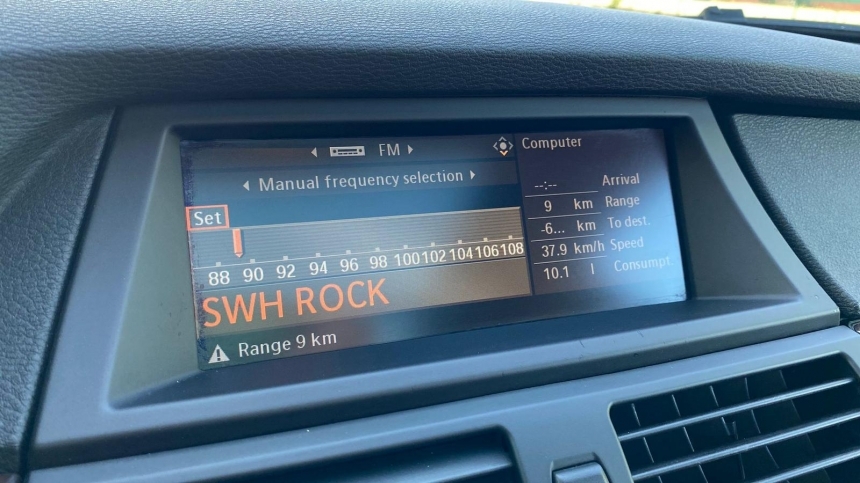 FM
Manual frequency selection
Set
88 90 92 94 96 98 100 102 104 106 108
SWH ROCK
Range 9 km
Computer
--:-- Arrival
9 km Range
-6... km To dest.
37.9 km/h Speed
10.1 l Consumpt.